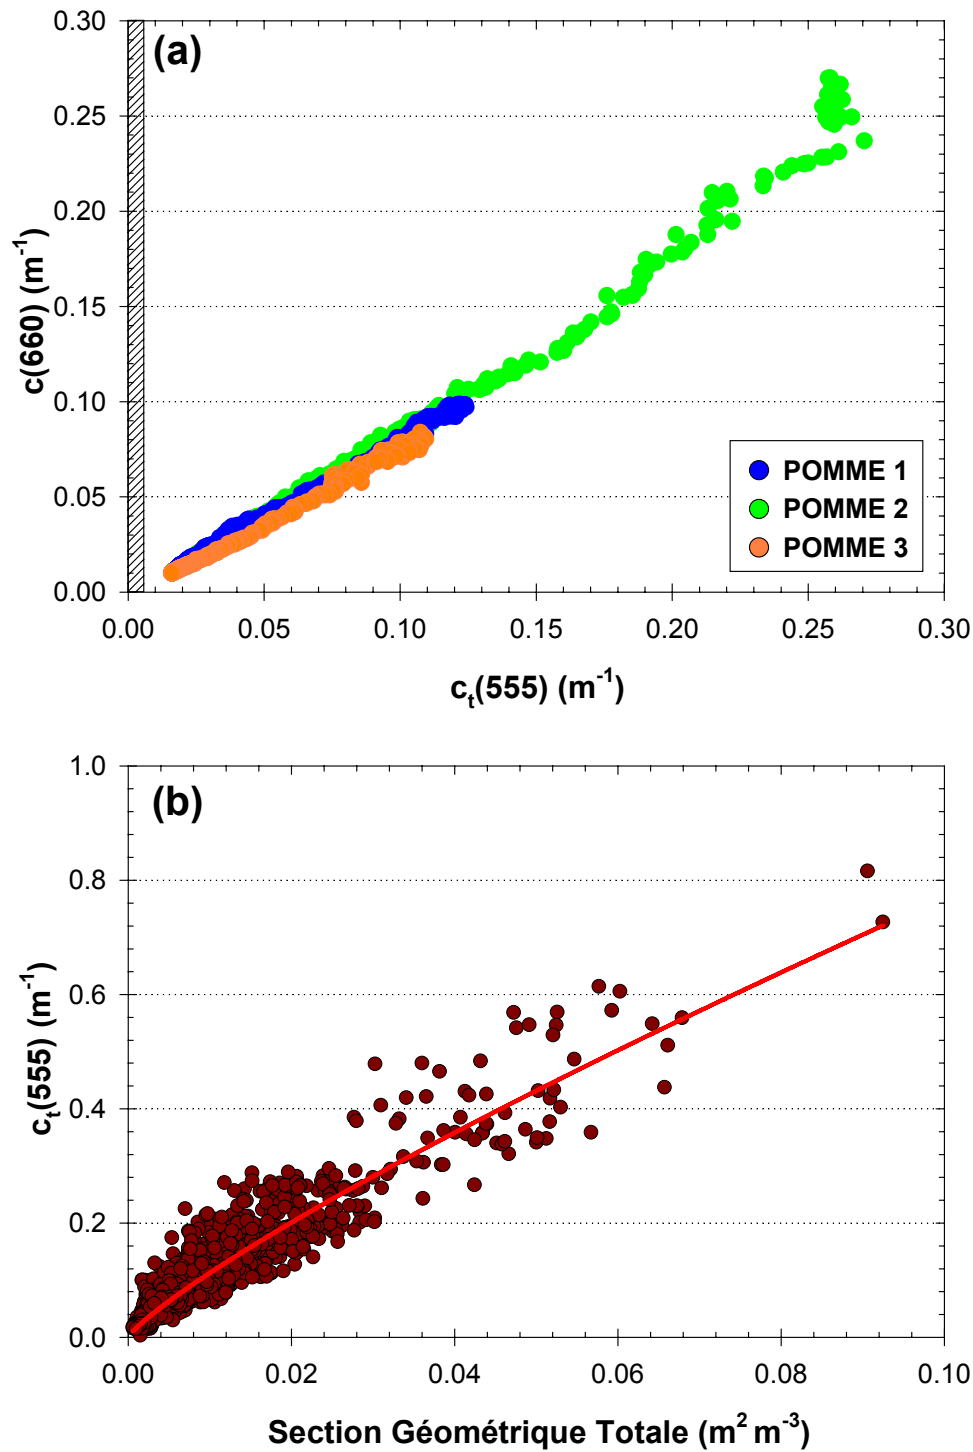 (a)
0.30
0.25
0.20
0.15
0.10
0.05
0.00
c(660) (m⁻¹)
POMME 1
POMME 2
POMME 3
0.00 0.05 0.10 0.15 0.20 0.25 0.30
cₜ(555) (m⁻¹)
(b)
1.0
0.8
0.6
0.4
0.2
0.0
cₜ(555) (m⁻¹)
0.00 0.02 0.04 0.06 0.08 0.10
Section Géométrique Totale (m² m⁻³)